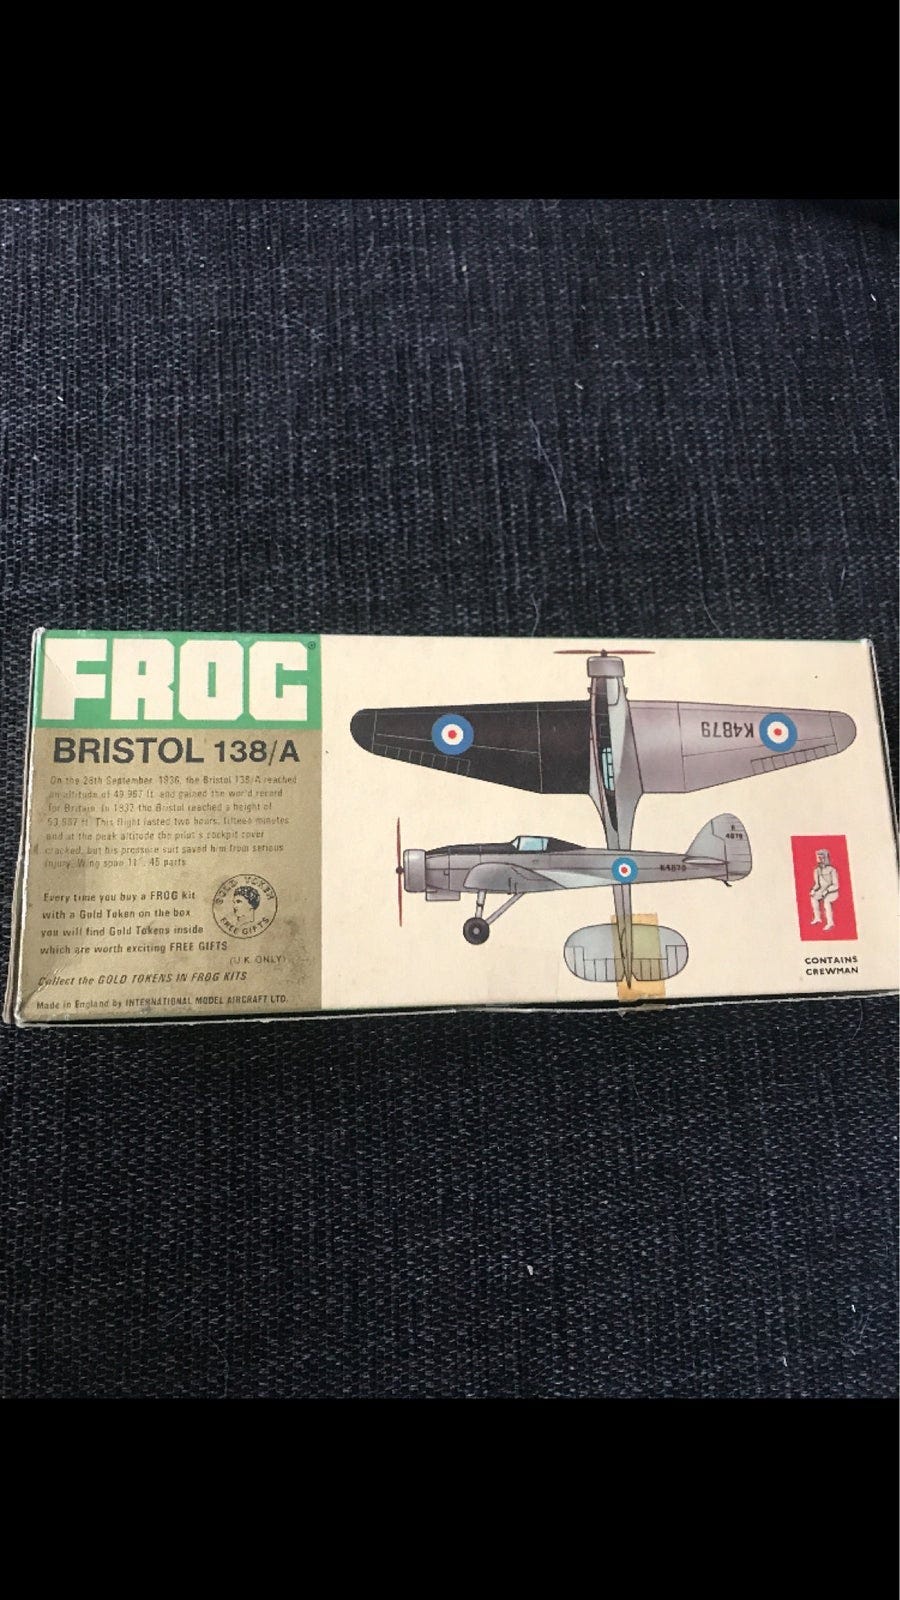 FROG®
BRISTOL 138/A
On the 28th September 1936, the Bristol 138/A reached
an altitude of 49,967 ft. and gained the world record
for Britain. In 1937 the Bristol reached a height of
53,937 ft. This flight lasted two hours, fifteen minutes
and at the peak altitude the pilot's cockpit cover
cracked, but his pressure suit saved him from serious
injury. Wing span 11". 45 parts
Every time you buy a FROG kit
with a Gold Token on the box
you will find Gold Tokens inside
which are worth exciting FREE GIFTS
(U.K. ONLY)
GOLD TOKEN
FREE GIFTS
Collect the GOLD TOKENS IN FROG KITS
Made in England by INTERNATIONAL MODEL AIRCRAFT LTD.
K4879
K
4879
K4879
CONTAINS
CREWMAN